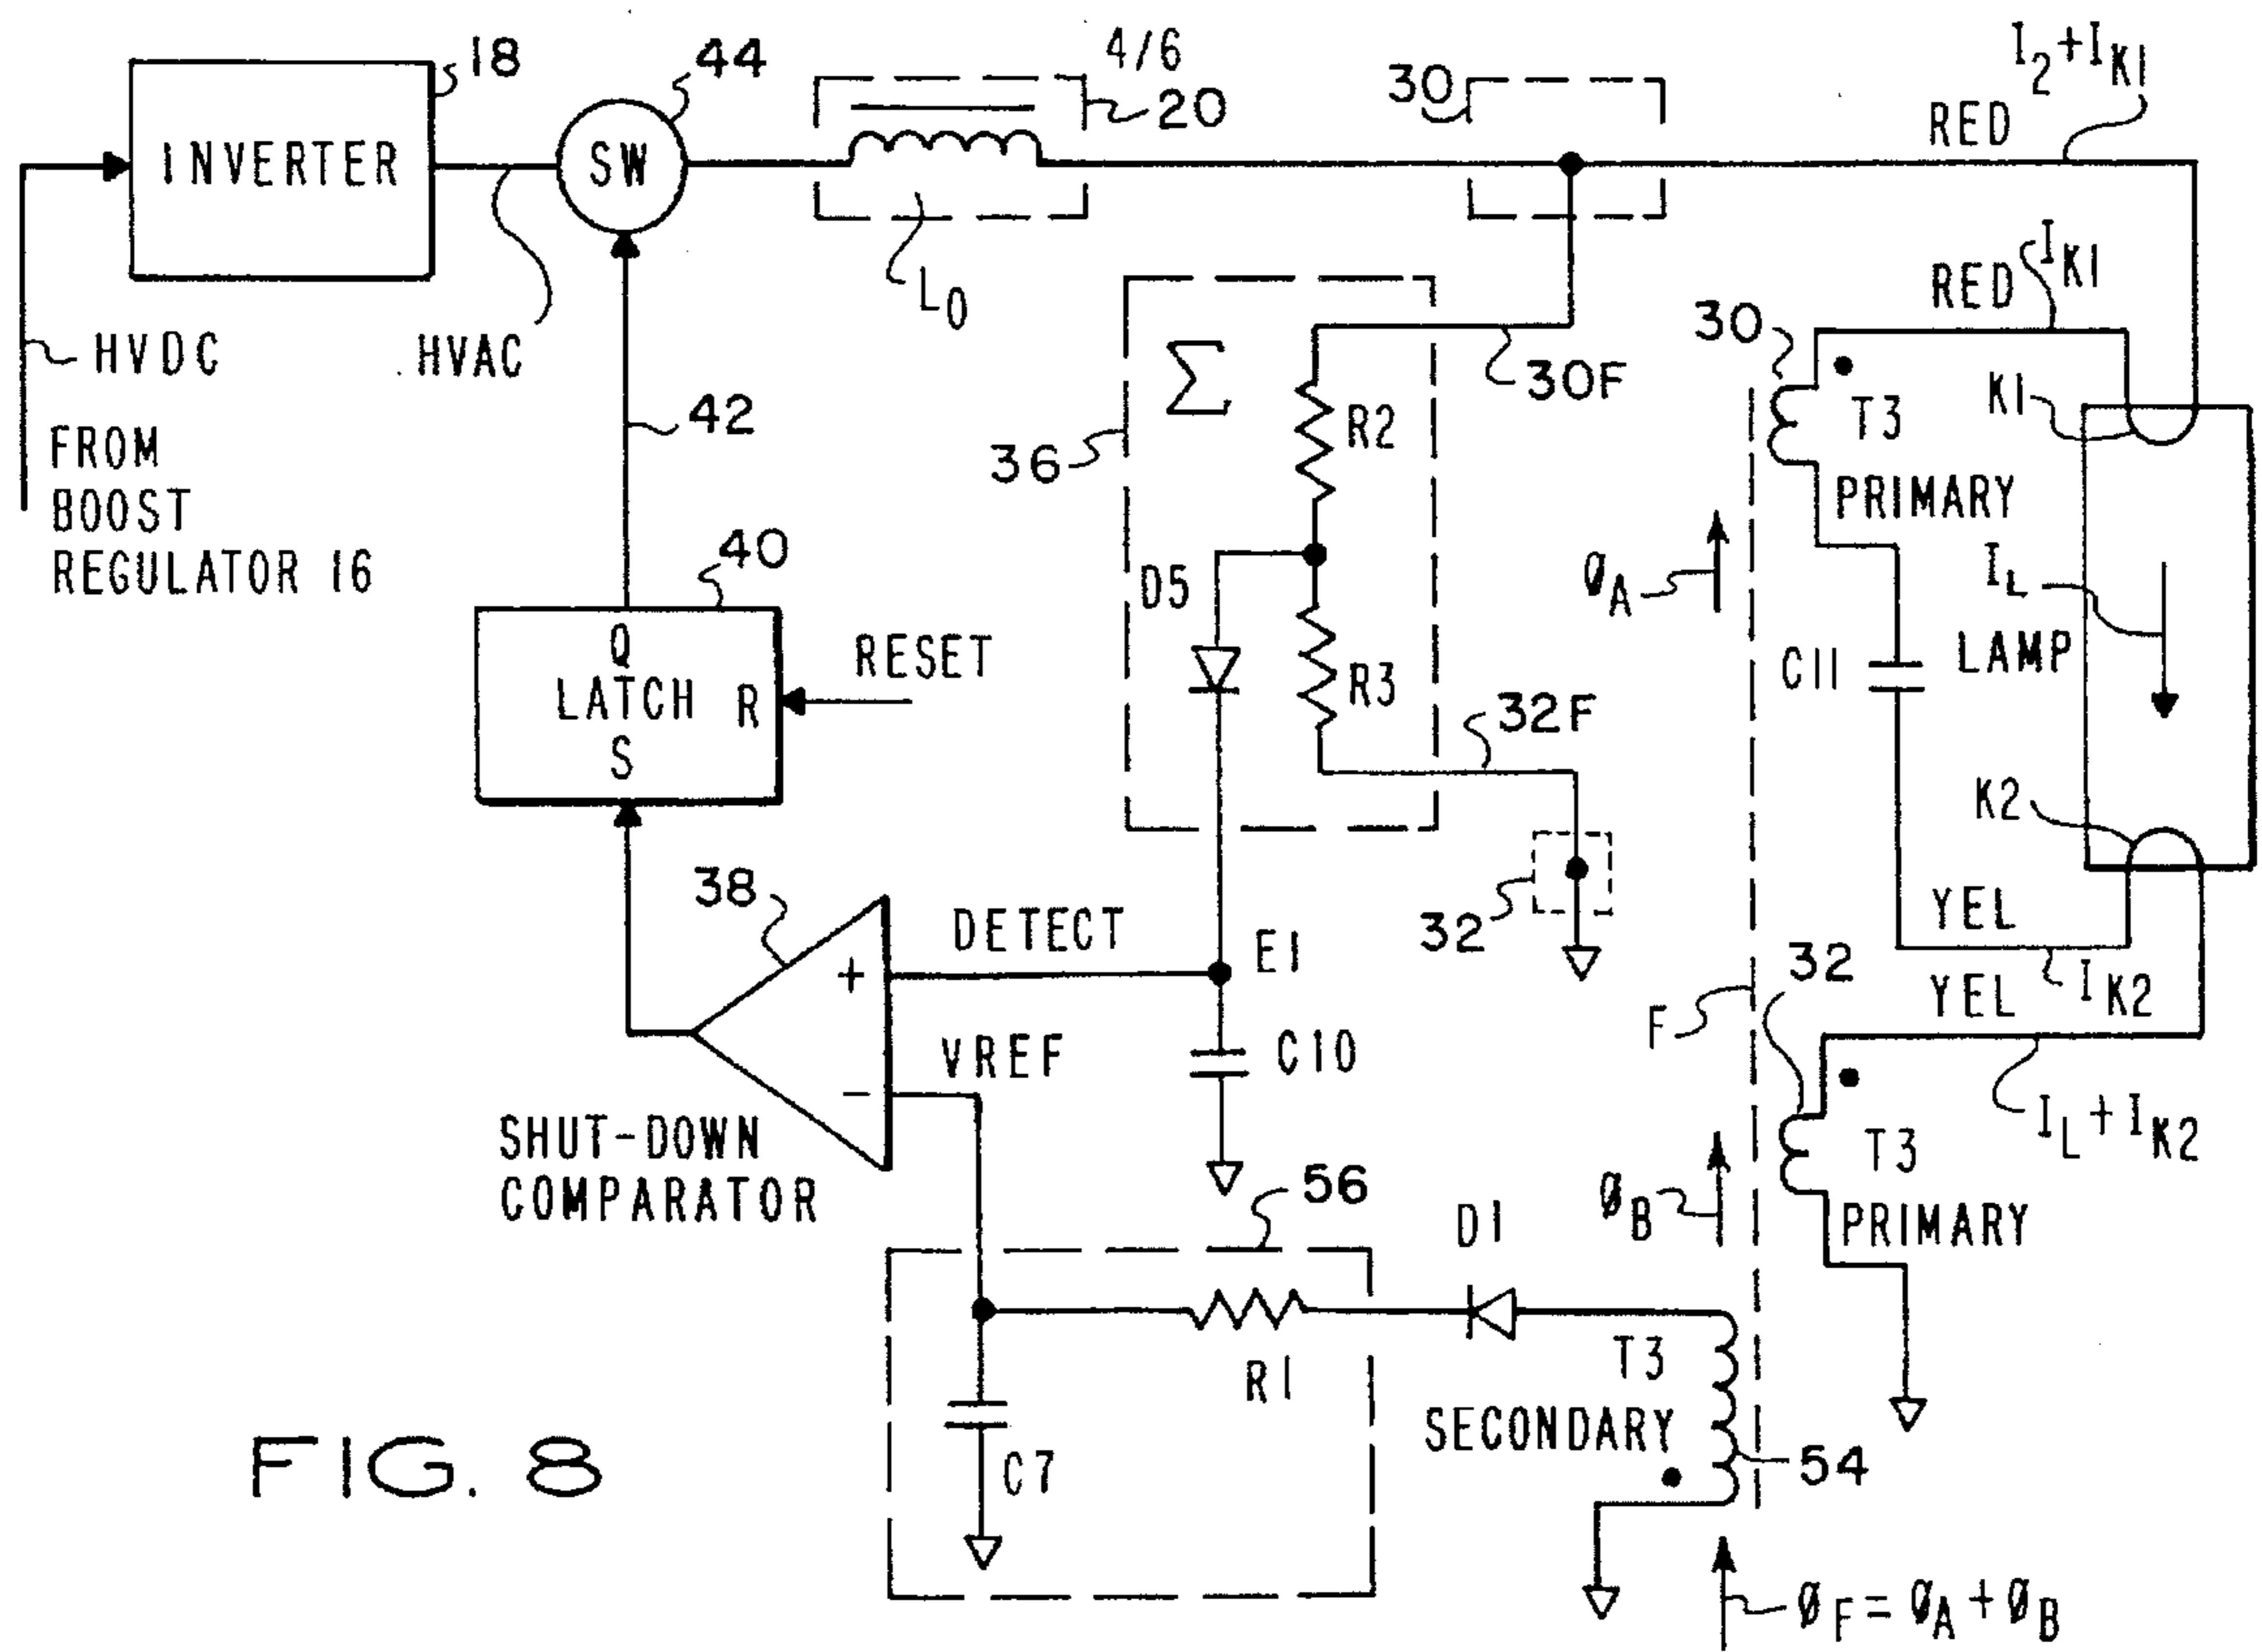 18
44
4/6
20
30
I2+IK1
RED
INVERTER
SW
L0
RED
IK1
30
HVDC
HVAC
Σ
30F
K1
T3
42
R2
36
PRIMARY
FROM
BOOST
REGULATOR 16
40
D5
ØA
IL
LAMP
C11
Q
LATCH
R
S
RESET
R3
32F
K2
38
DETECT
E1
32
YEL
IK2
YEL
32
F
C10
VREF
IL+IK2
T3
SHUT-DOWN
COMPARATOR
56
ØB
PRIMARY
D1
+
−
R1
T3
SECONDARY
54
C7
FIG. 8
ØF=ØA+ØB